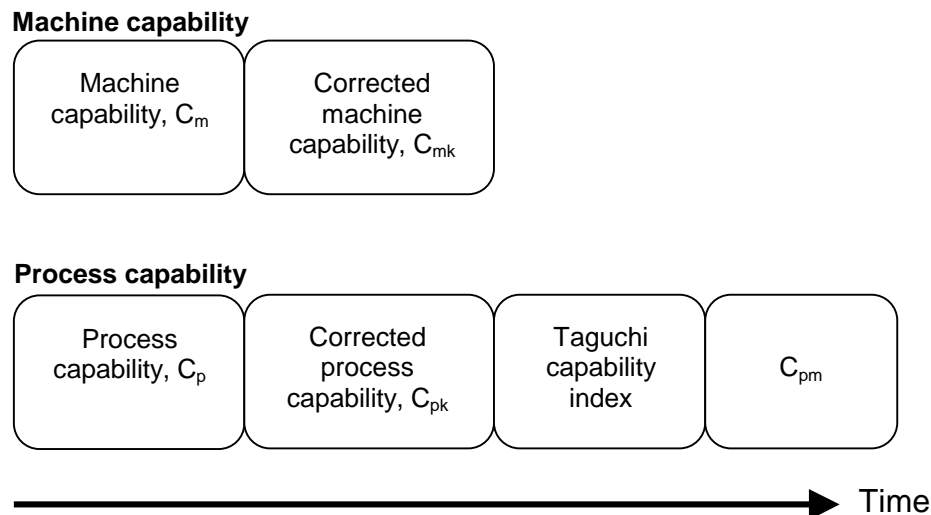 Machine capability
Machine
capability, Cm
Corrected
machine
capability, Cmk
Process capability
Process
capability, Cp
Corrected
process
capability, Cpk
Taguchi
capability
index
Cpm
Time